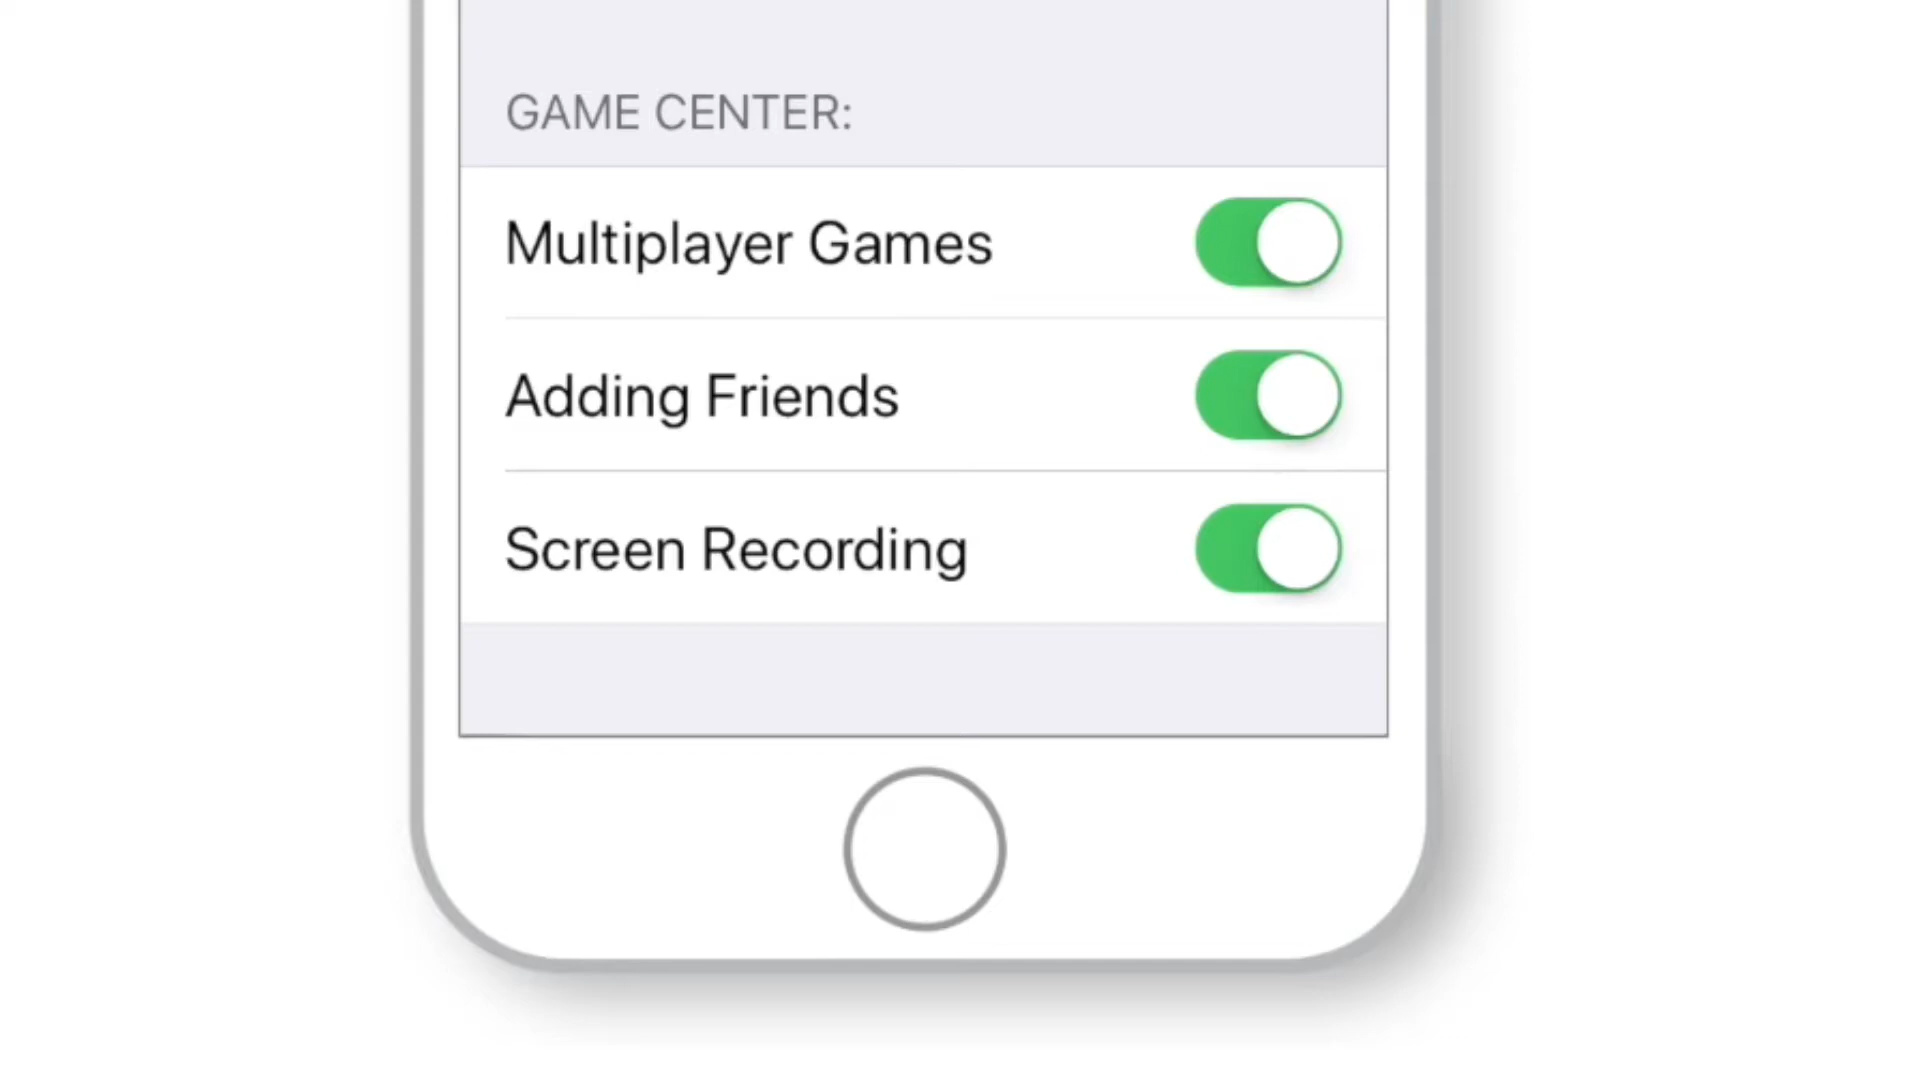 GAME CENTER:
Multiplayer Games
Adding Friends
Screen Recording